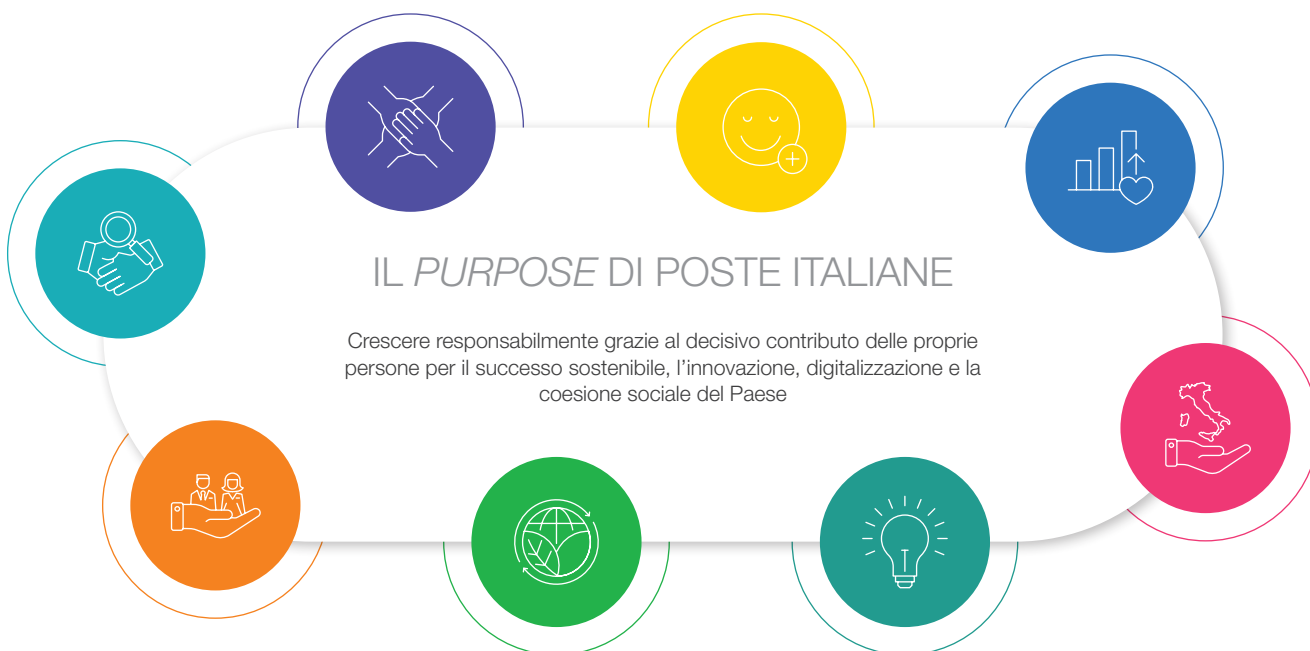 IL PURPOSE DI POSTE ITALIANE
Crescere responsabilmente grazie al decisivo contributo delle proprie
persone per il successo sostenibile, l’innovazione, digitalizzazione e la
coesione sociale del Paese